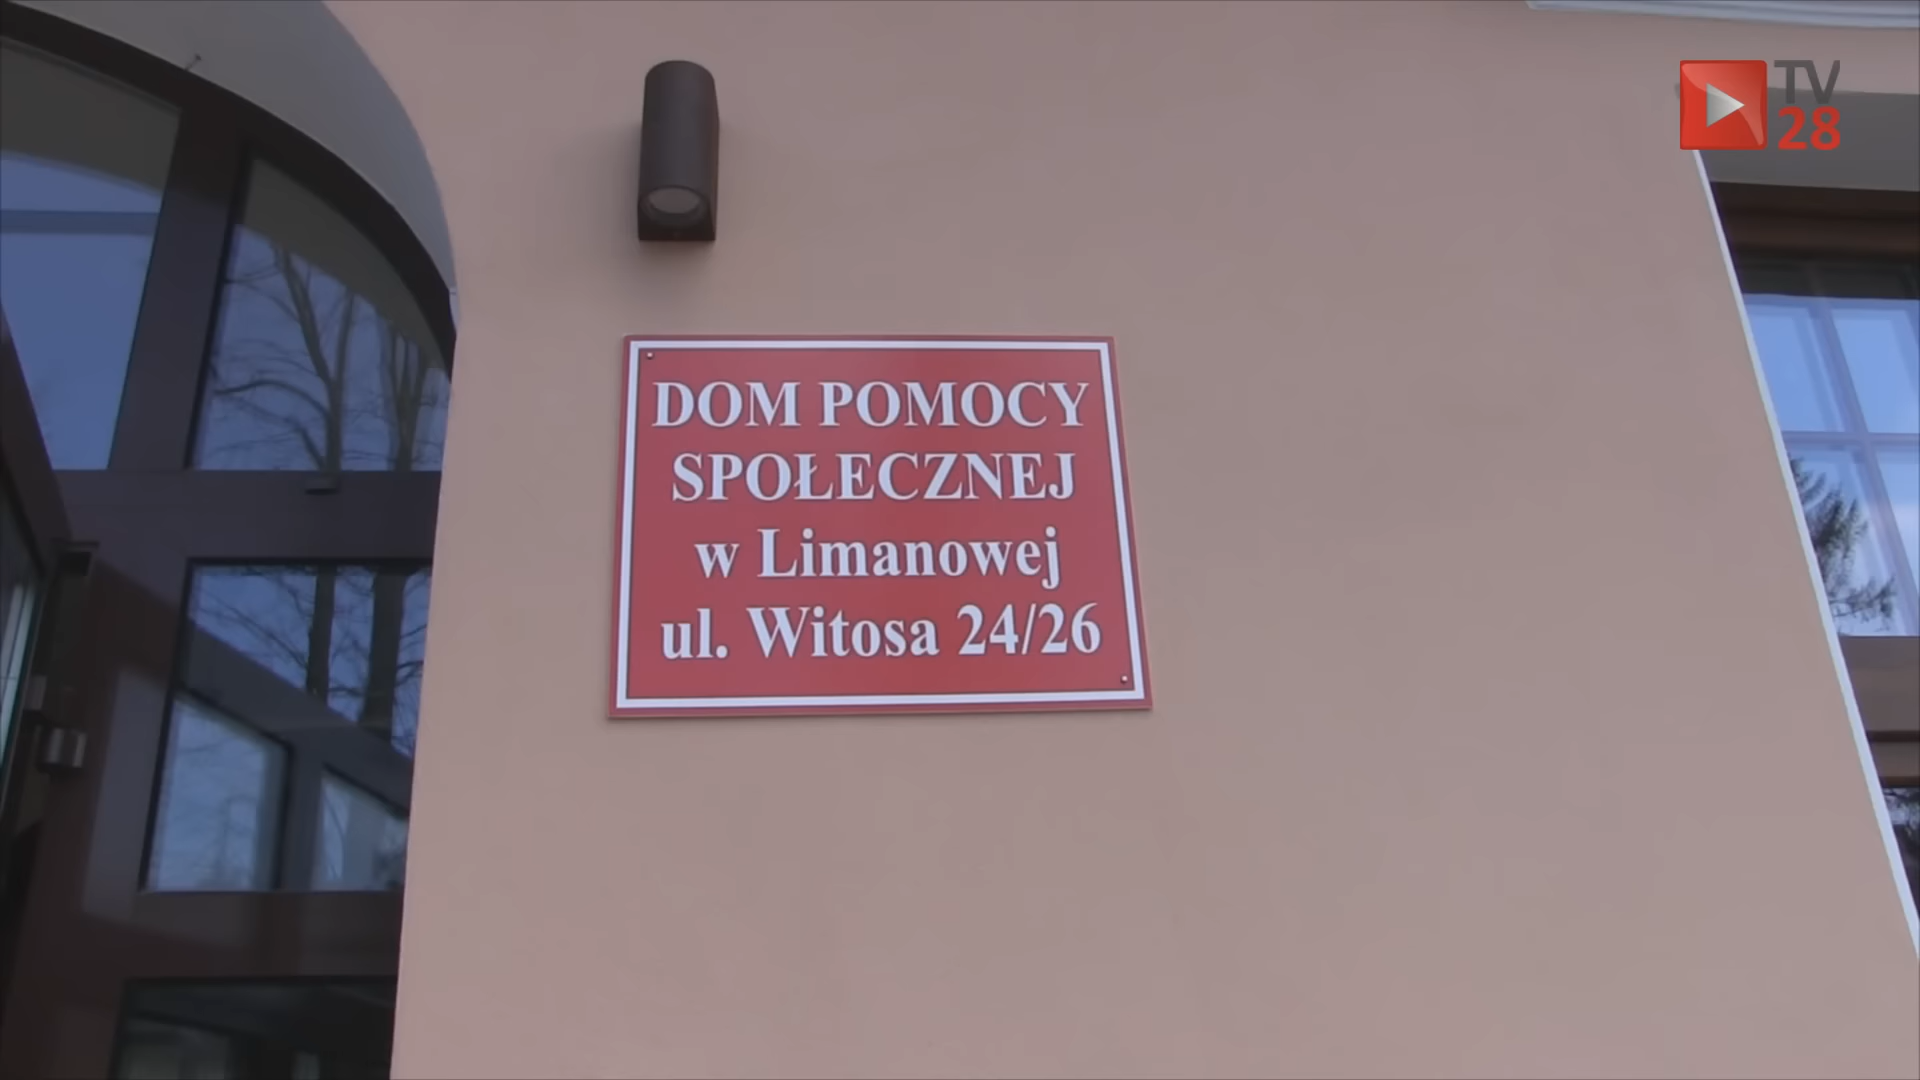 TV
28
DOM POMOCY
SPOŁECZNEJ
w Limanowej
ul. Witosa 24/26